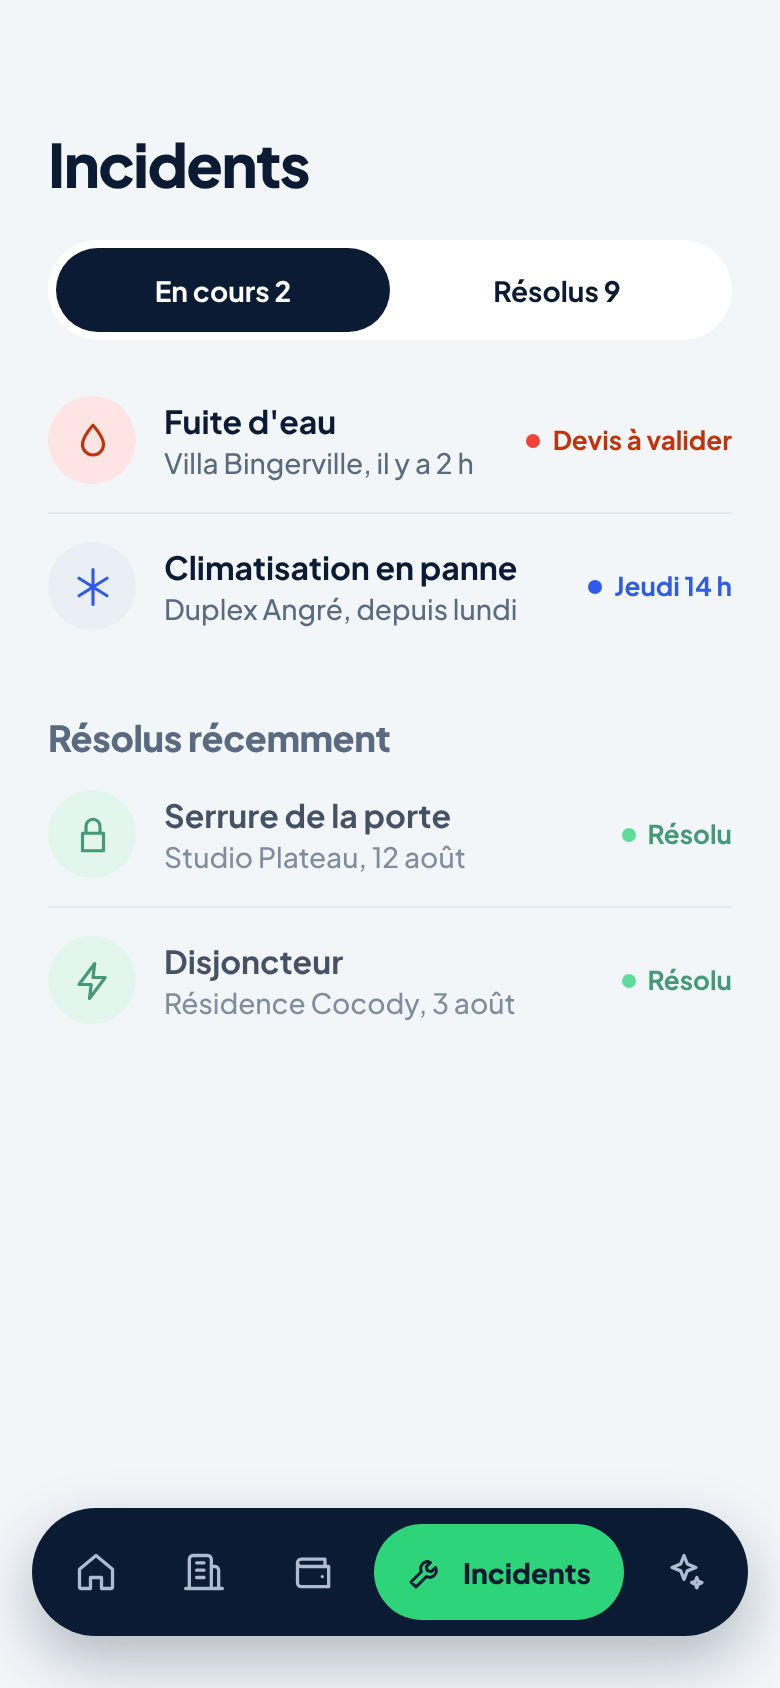 Incidents
En cours 2
Résolus 9
Fuite d'eau
Villa Bingerville, il y a 2 h
Devis à valider
Climatisation en panne
Duplex Angré, depuis lundi
Jeudi 14 h
Résolus récemment
Serrure de la porte
Studio Plateau, 12 août
Résolu
Disjoncteur
Résidence Cocody, 3 août
Résolu
Incidents